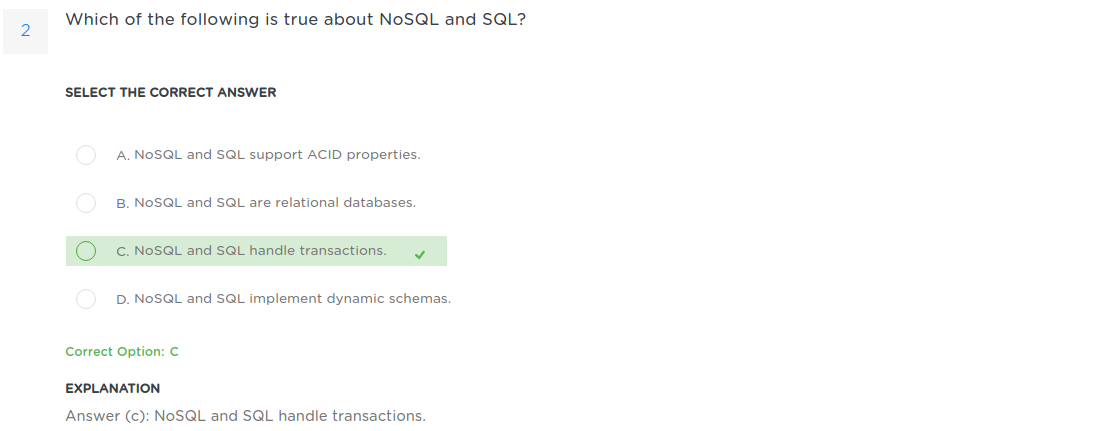 2
Which of the following is true about NoSQL and SQL?
SELECT THE CORRECT ANSWER
A. NoSQL and SQL support ACID properties.
B. NoSQL and SQL are relational databases.
C. NoSQL and SQL handle transactions.
D. NoSQL and SQL implement dynamic schemas.
Correct Option: C
EXPLANATION
Answer (c): NoSQL and SQL handle transactions.